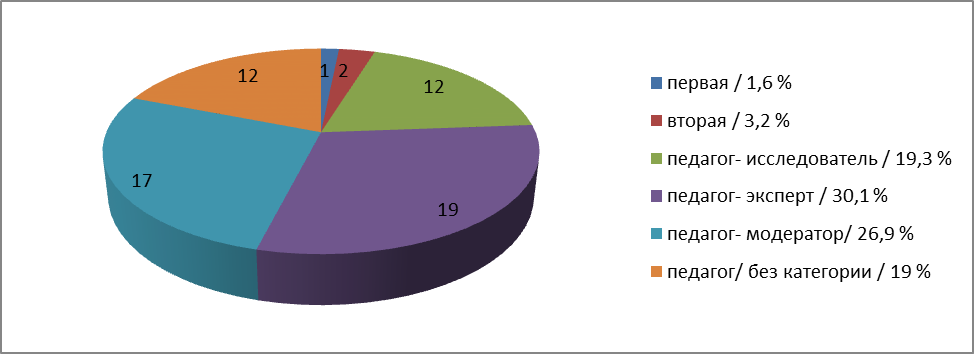 12
1
2
12
17
19
первая / 1,6 %
вторая / 3,2 %
педагог- исследователь / 19,3 %
педагог- эксперт / 30,1 %
педагог- модератор/ 26,9 %
педагог/ без категории / 19 %